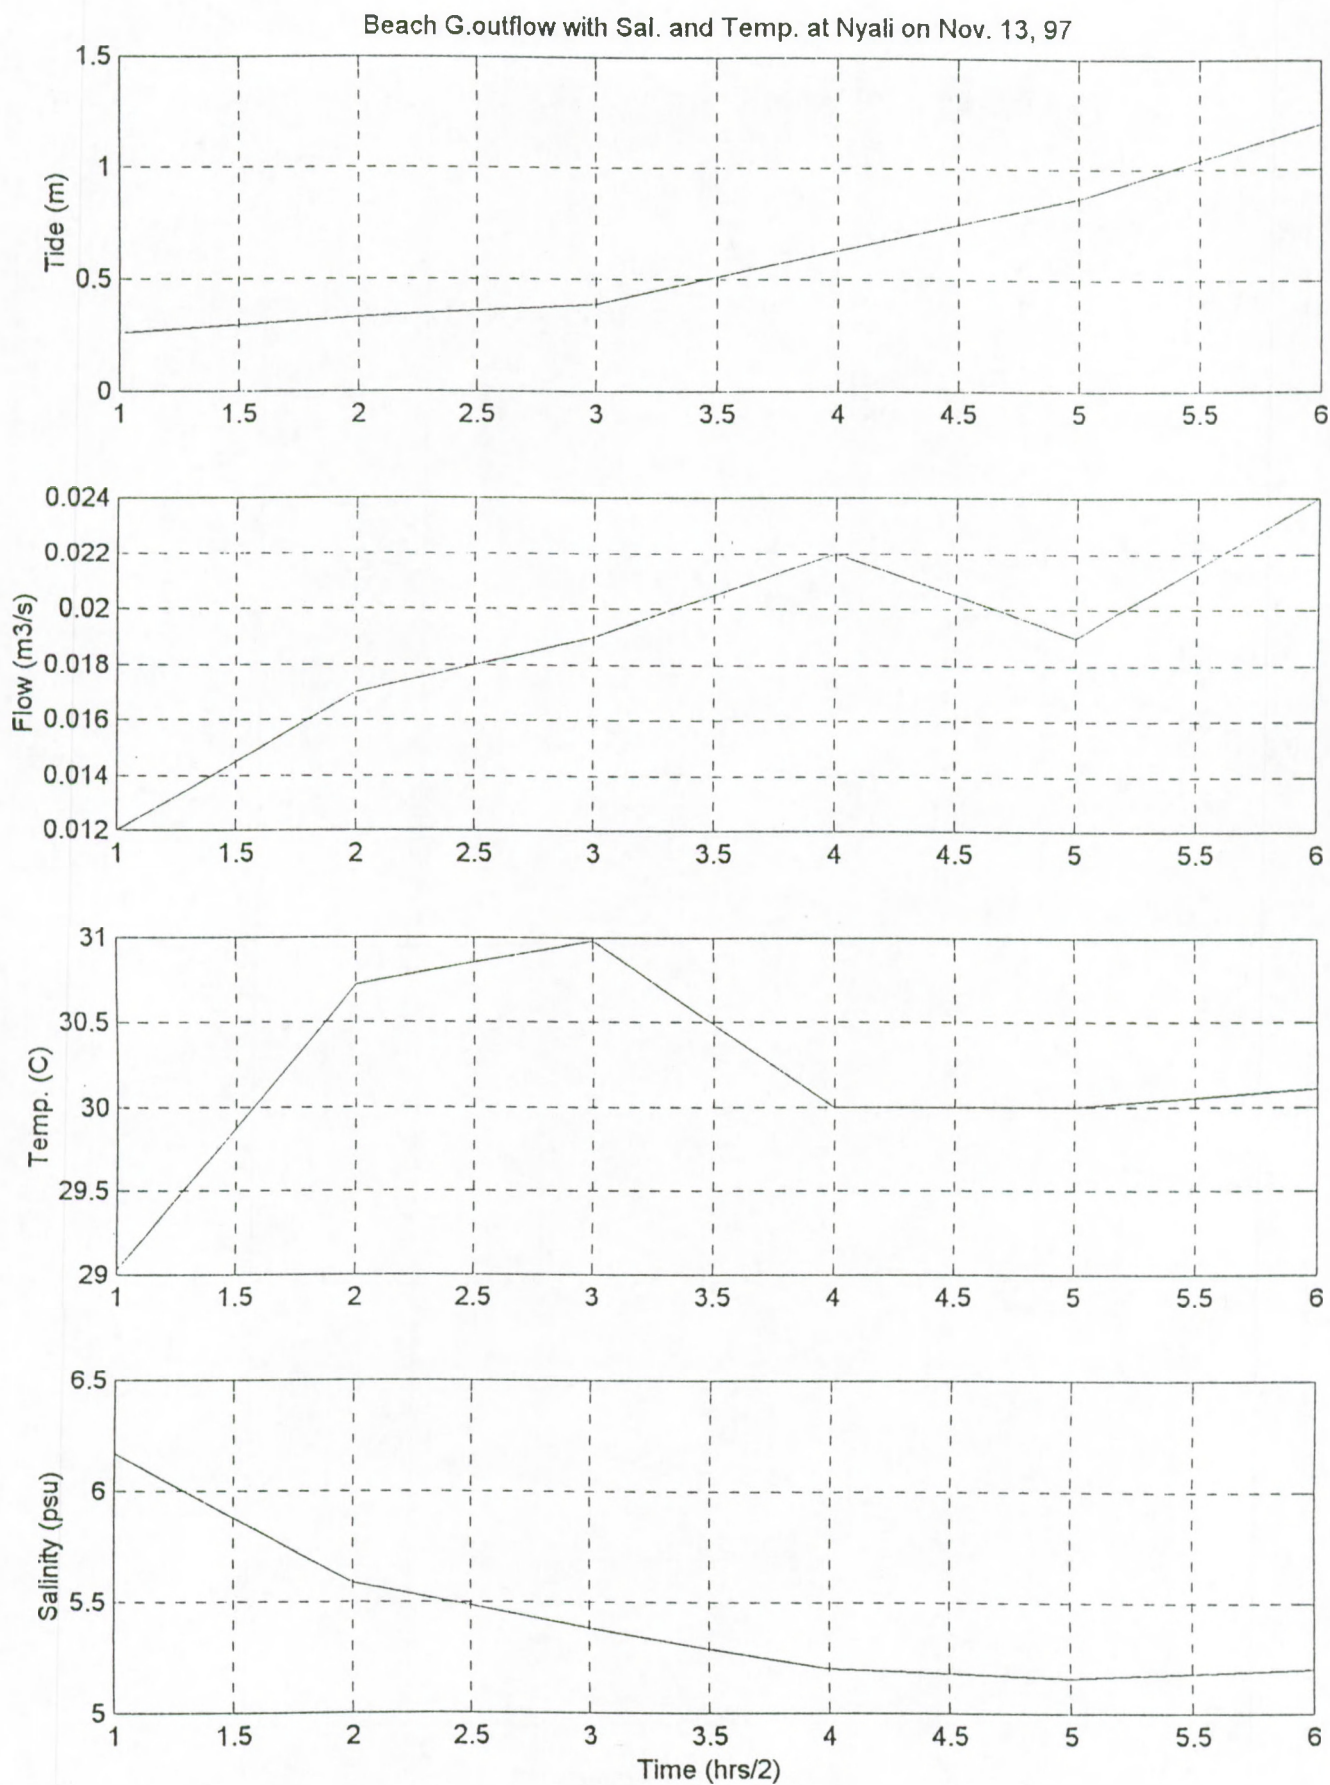 Beach G.outflow with Sal. and Temp. at Nyali on Nov. 13, 97
1.5
1
0.5
0
Tide (m)
1 1.5 2 2.5 3 3.5 4 4.5 5 5.5 6
0.024
0.022
0.02
0.018
0.016
0.014
0.012
Flow (m3/s)
1 1.5 2 2.5 3 3.5 4 4.5 5 5.5 6
31
30.5
30
29.5
29
Temp. (C)
1 1.5 2 2.5 3 3.5 4 4.5 5 5.5 6
6.5
6
5.5
5
Salinity (psu)
1 1.5 2 2.5 3 3.5 4 4.5 5 5.5 6
Time (hrs/2)